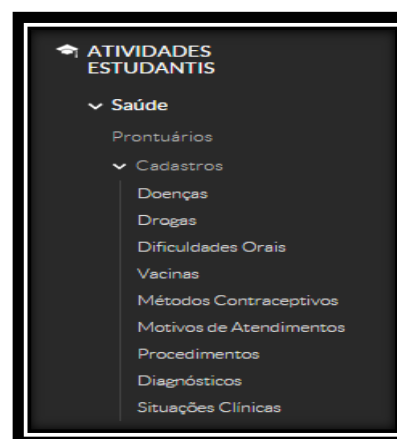 ATIVIDADES
ESTUDANTIS
Saúde
Prontuários
Cadastros
Doenças
Drogas
Dificuldades Orais
Vacinas
Métodos Contraceptivos
Motivos de Atendimentos
Procedimentos
Diagnósticos
Situações Clínicas